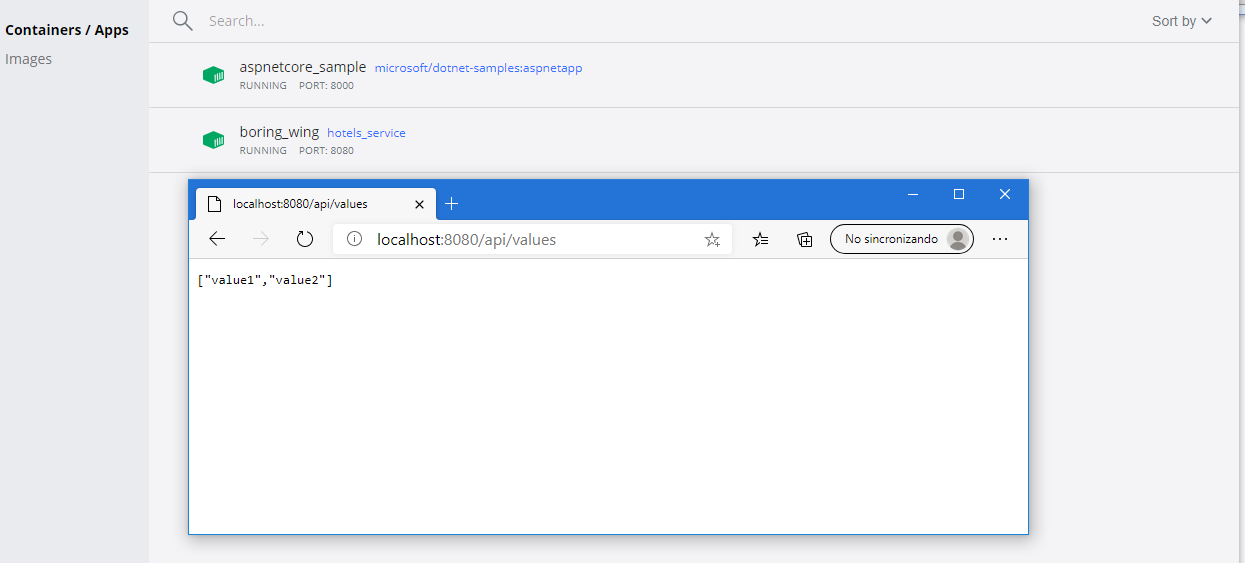 Containers / Apps
Images
Search...
Sort by
aspnetcore_sample microsoft/dotnet-samples:aspnetapp
RUNNING PORT: 8000
boring_wing hotels_service
RUNNING PORT: 8080
localhost:8080/api/values
localhost:8080/api/values
No sincronizando
["value1","value2"]